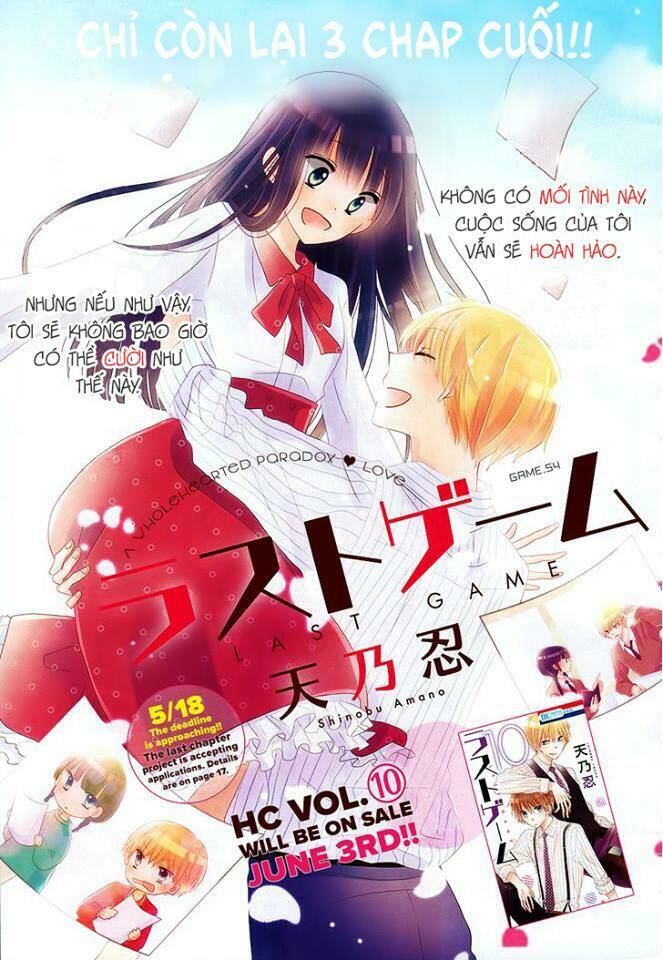 CHỈ CÒN LẠI 3 CHAP CUỐI!!
KHÔNG CÓ MỐI TÌNH NÀY,
CUỘC SỐNG CỦA TÔI
VẪN SẼ HOÀN HẢO.
NHƯNG NẾU NHƯ VẬY,
TÔI SẼ KHÔNG BAO GIỜ
CÓ THỂ CƯỜI NHƯ
THẾ NÀY.
A WHOLEHEARTED PARADOX ♥ LOVE
GAME.54
ラストゲーム
LAST GAME
天乃忍
Shinobu Amano
5/18
The deadline
is approaching!!
The last chapter
project is accepting
applications. Details
are on page 17.
HC VOL. ⑩
WILL BE ON SALE
JUNE 3RD!!
10
ラストゲーム
天乃忍